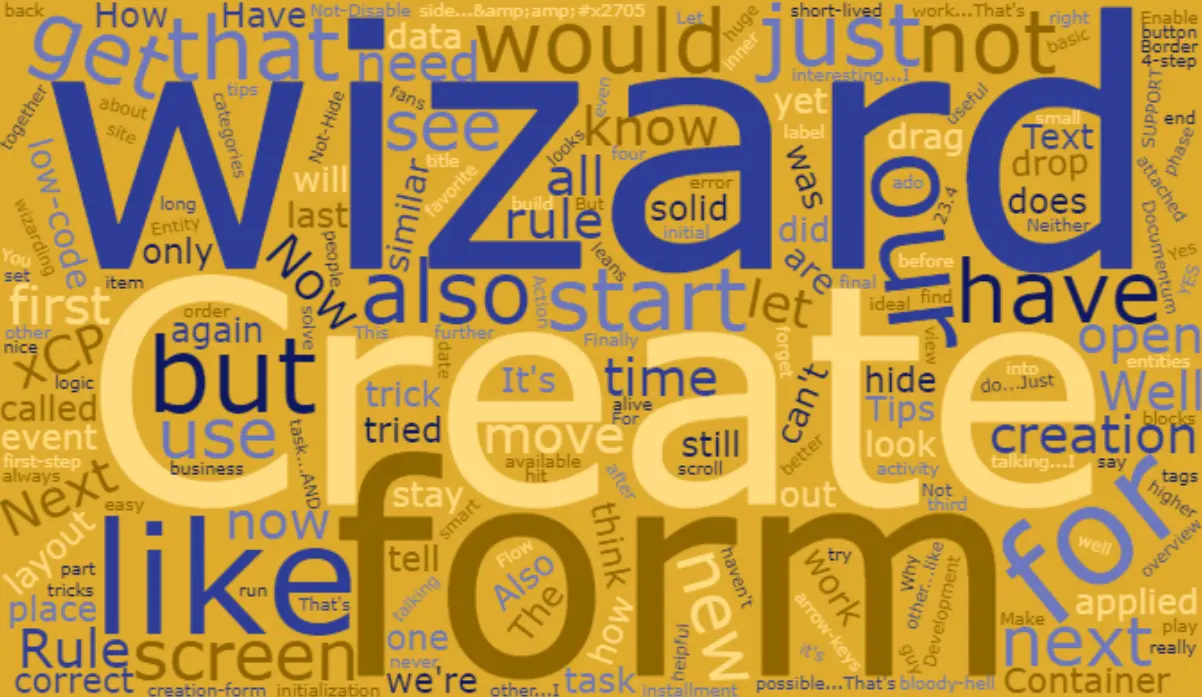 back
How
Have
Not-Disable
side...&amp;amp;#x2705
Let
huge
short-lived
work...That's
right
Enable
get
that
data
need
would
inner
just
not
basic
button
Border
4-step
interesting...I
wizard
together
about
site
tips
categories
Not-Hide
fans
see
looks
even
know
four
yet
label
drag
useful
small
Text
drop
SUPPORT
end
phase
low-code
will
similar
title
favorite
all
error
was
our
ado
23.4
does
Neither
attached
wizarding
long
Entity
last
people
build
But
rule
solid
initial
did
are
before
Documentum
Yes
YES
You
set
only
Now
leans
item
also
Action
start
let
final
ideal
find
have
first
order
solve
This
further
Finally
forget
view
open
other
nice
xCP
again
date
Create
entities
logic
but
trick
It's
time
alive
For
can't
hide
into
do...Just
Well
called
use
tried
move
still
Tips
blocks
event
first-step
business
task...AND
available
hit
scroll
better
look
activity
creation
talking...I
say
always
Next
easy
stay
smart
after
out
Not
third
for
tags
higher
layout
like
now
form
tell
Flow
Also
think
new
haven't
work
try
Why
other...like
well
overview
part
tricks
run
That's
talking
The
how
arrow-keys
it's
guy
Development
Make
applied
place
play
Rule
screen
one
never
helpful
next
really
correct
creation-form
initialization
we're
other...I
task
installment
possible...That's
bloody-hell
Container